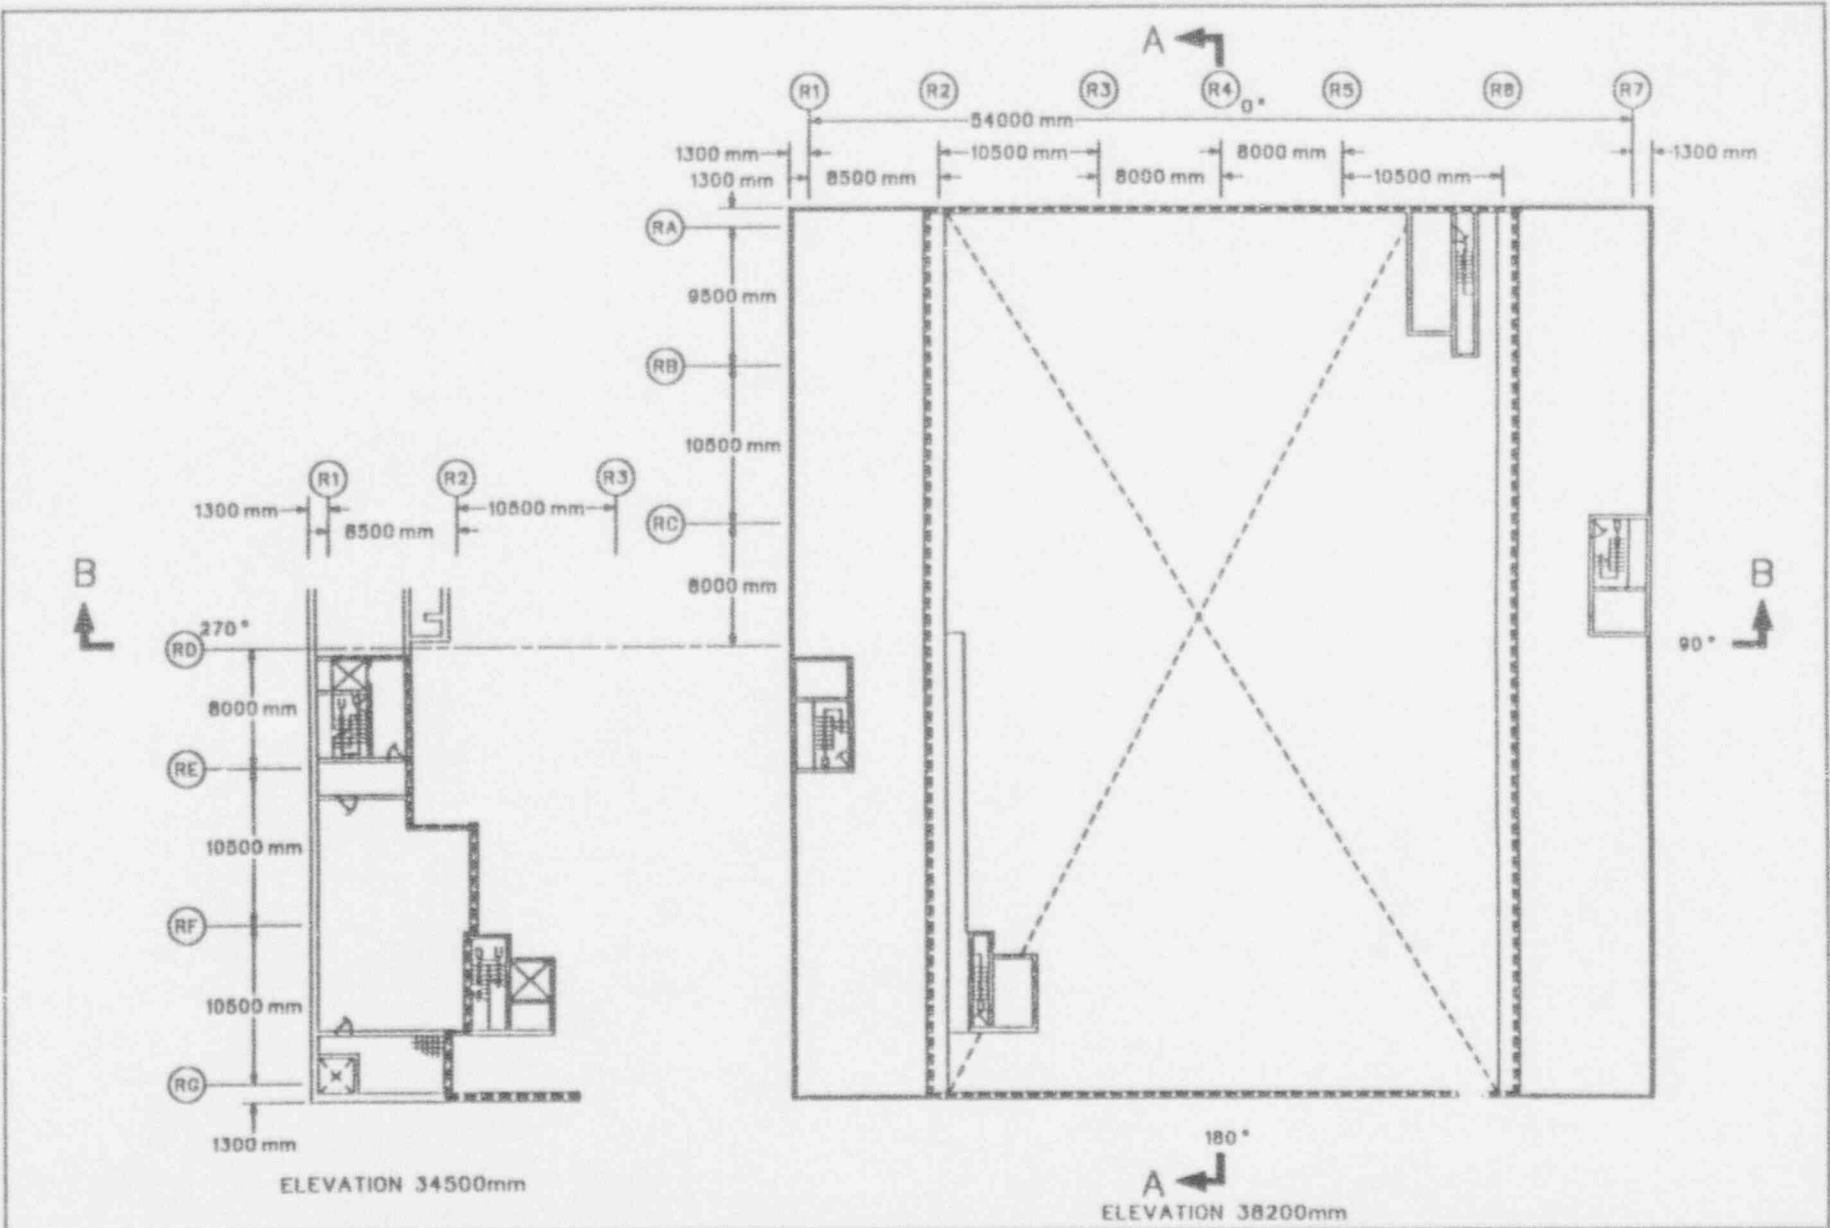 A
R1 R2 R3 R4 0° R5 R6 R7
54000 mm
1300 mm 10500 mm 8000 mm 1300 mm
1300 mm 8500 mm 8000 mm 10500 mm
RA
9500 mm
RB
10500 mm
R1 R2 R3
1300 mm 10500 mm
RC
8500 mm
B
8000 mm
B
270°
RD
90°
8000 mm
RE
10500 mm
RF
10500 mm
RG
1300 mm
180°
ELEVATION 34500mm
A
ELEVATION 38200mm